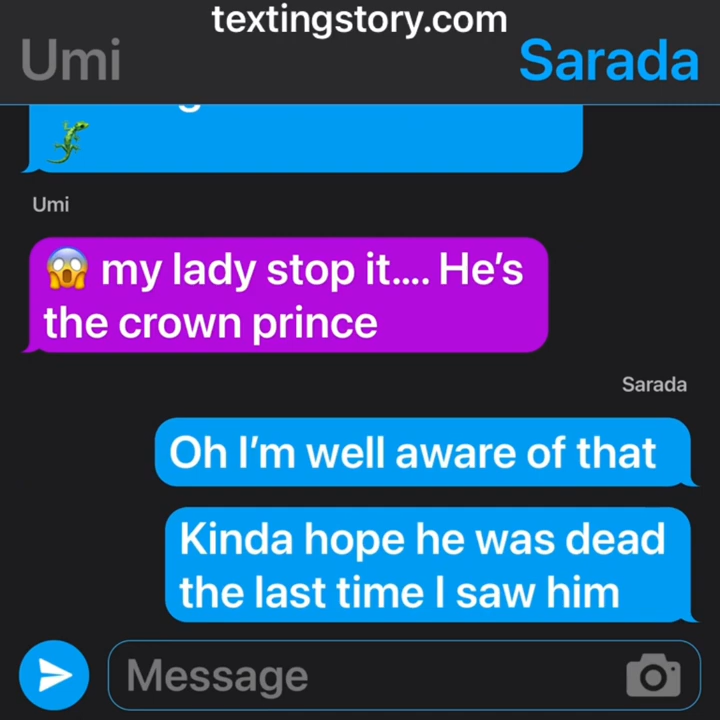 textingstory.com
Umi
Sarada
🦎
Umi
😱 my lady stop it.... He's
the crown prince
Sarada
Oh I'm well aware of that
Kinda hope he was dead
the last time I saw him
Message